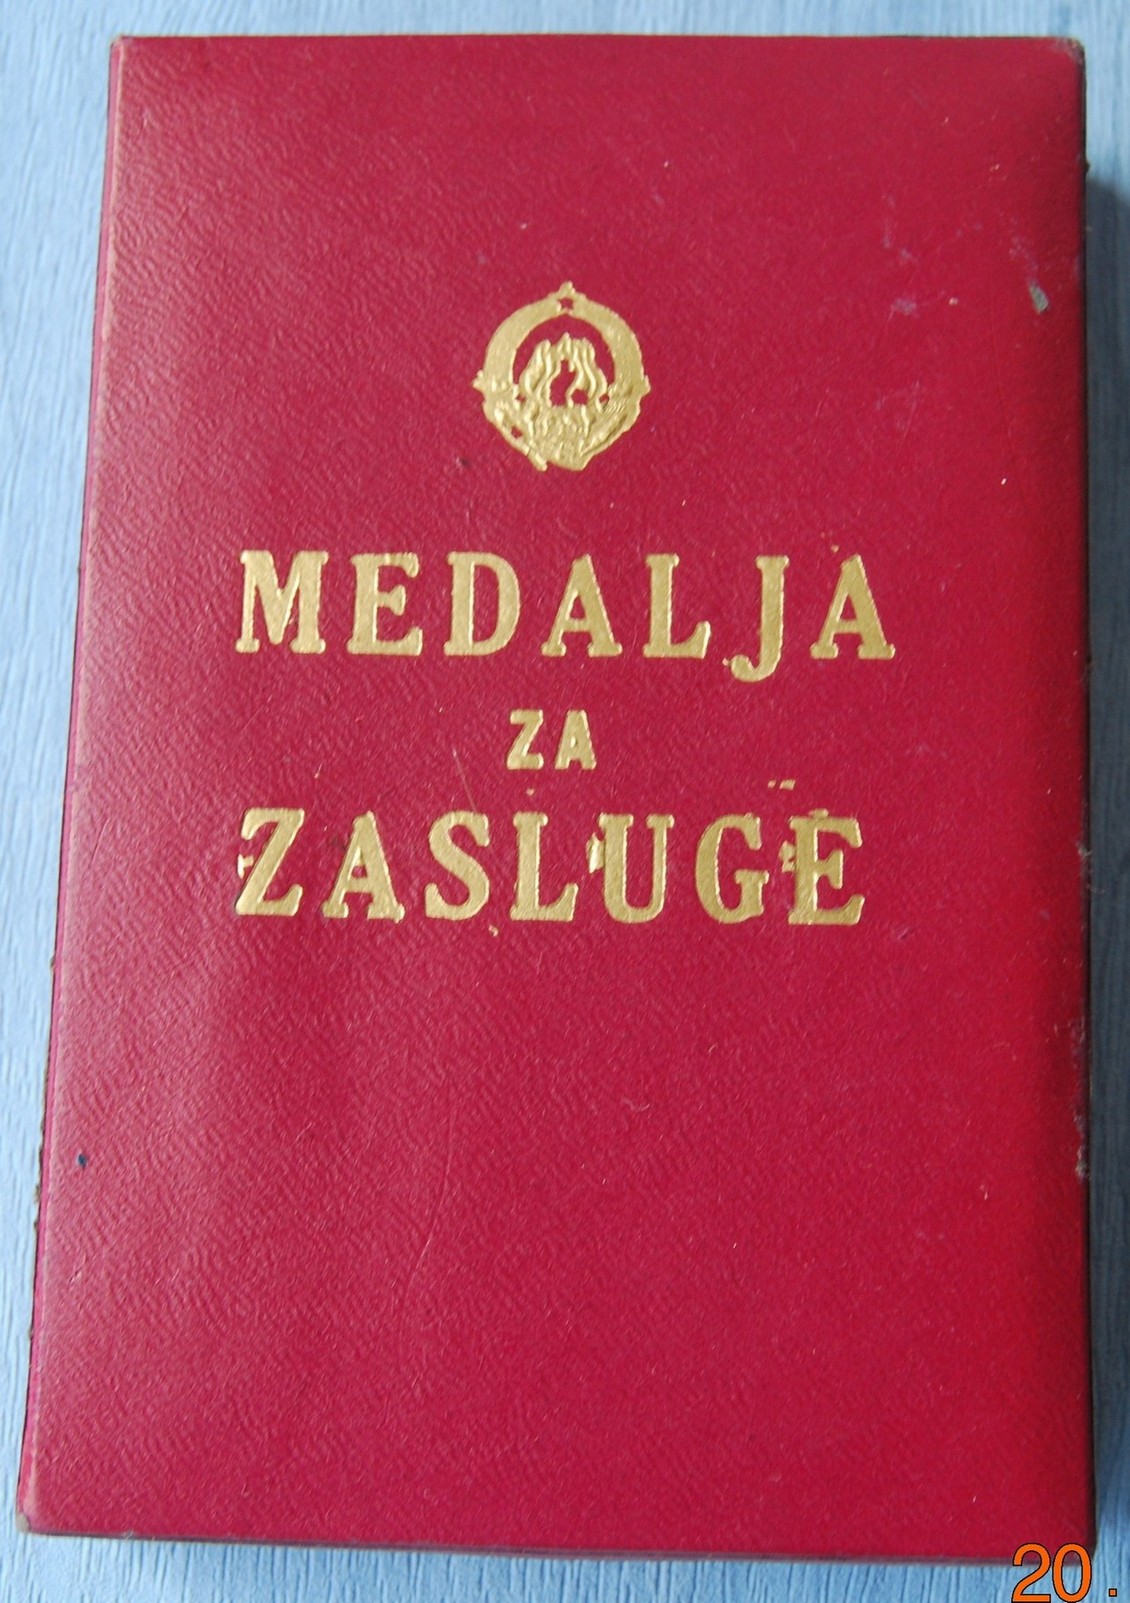 MEDALJA
ZA
ZASLUGE
20.